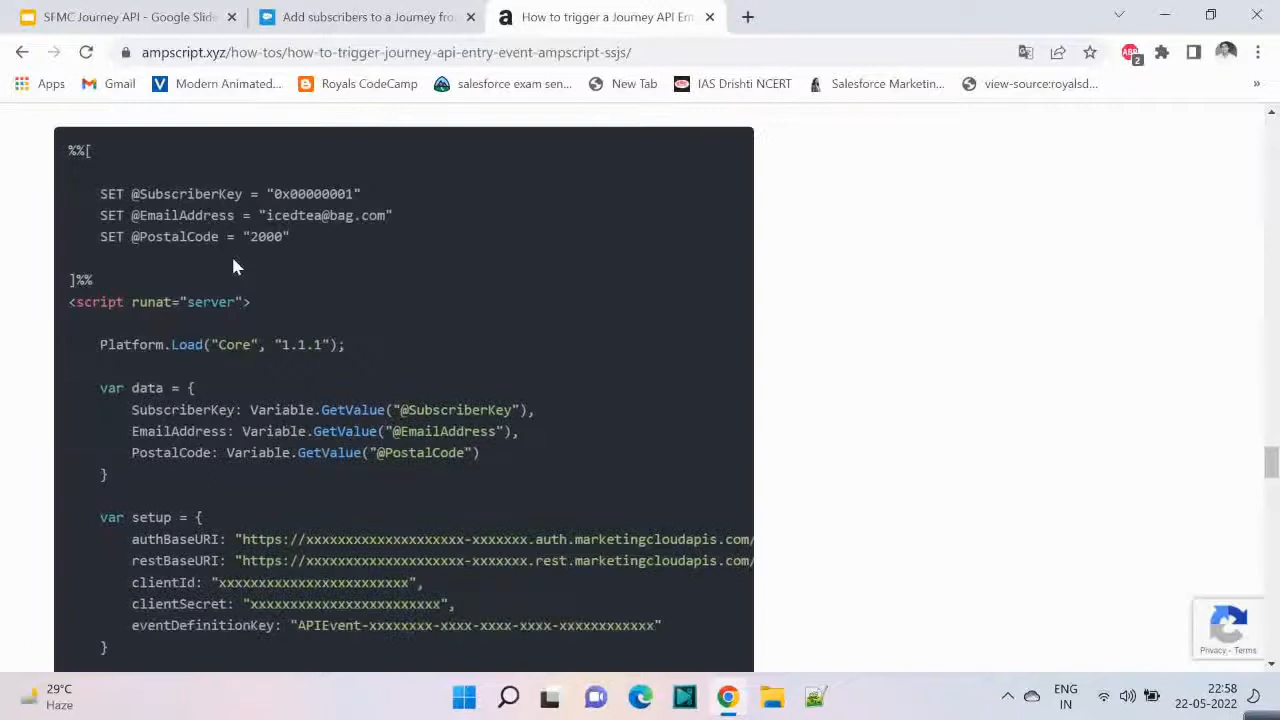 SFMC Journey API - Google Slide
Add subscribers to a Journey fro
How to trigger a Journey API En
ampscript.xyz/how-tos/how-to-trigger-journey-api-entry-event-ampscript-ssjs/
ABP
2
Apps
Gmail
Modern Animated...
Royals CodeCamp
salesforce exam sen...
New Tab
IAS Drishti NCERT
Salesforce Marketin...
view-source:royalsd...
»
%%[
SET @SubscriberKey = "0x00000001"
SET @EmailAddress = "icedtea@bag.com"
SET @PostalCode = "2000"
]%%
<script runat="server">
Platform.Load("Core", "1.1.1");
var data = {
SubscriberKey: Variable.GetValue("@SubscriberKey"),
EmailAddress: Variable.GetValue("@EmailAddress"),
PostalCode: Variable.GetValue("@PostalCode")
}
var setup = {
authBaseURI: "https://xxxxxxxxxxxxxxxxxxxx-xxxxxxx.auth.marketingcloudapis.com/
restBaseURI: "https://xxxxxxxxxxxxxxxxxxxx-xxxxxxx.rest.marketingcloudapis.com/
clientId: "xxxxxxxxxxxxxxxxxxxxxxxx",
clientSecret: "xxxxxxxxxxxxxxxxxxxxxxxx",
eventDefinitionKey: "APIEvent-xxxxxxxx-xxxx-xxxx-xxxx-xxxxxxxxxxxx"
}
Privacy - Terms
29°C
Haze
ENG
IN
22:58
22-05-2022